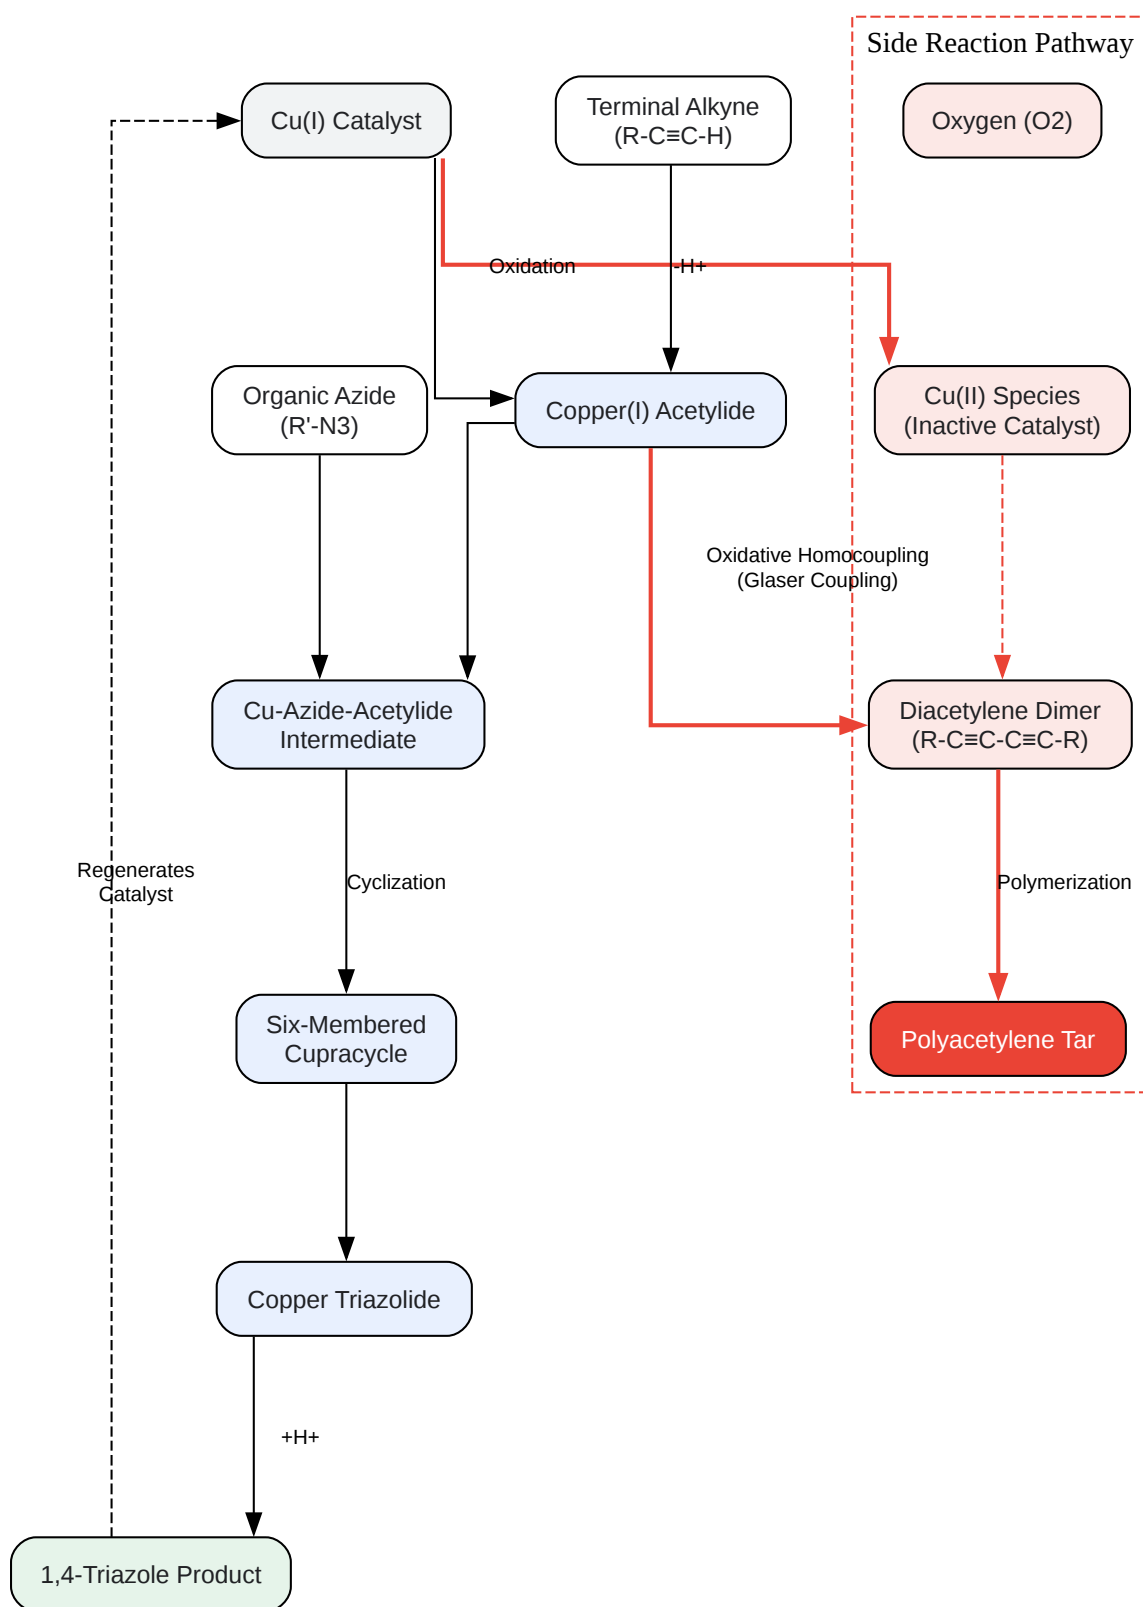 Side Reaction Pathway
Cu(I) Catalyst
Terminal Alkyne
(R-C≡C-H)
Oxygen (O2)
Oxidation
-H+
Organic Azide
(R'-N3)
Copper(I) Acetylide
Cu(II) Species
(Inactive Catalyst)
Oxidative Homocoupling
(Glaser Coupling)
Cu-Azide-Acetylide
Intermediate
Diacetylene Dimer
(R-C≡C-C≡C-R)
Regenerates
Catalyst
Cyclization
Polymerization
Six-Membered
Cupracycle
Polyacetylene Tar
Copper Triazolide
+H+
1,4-Triazole Product